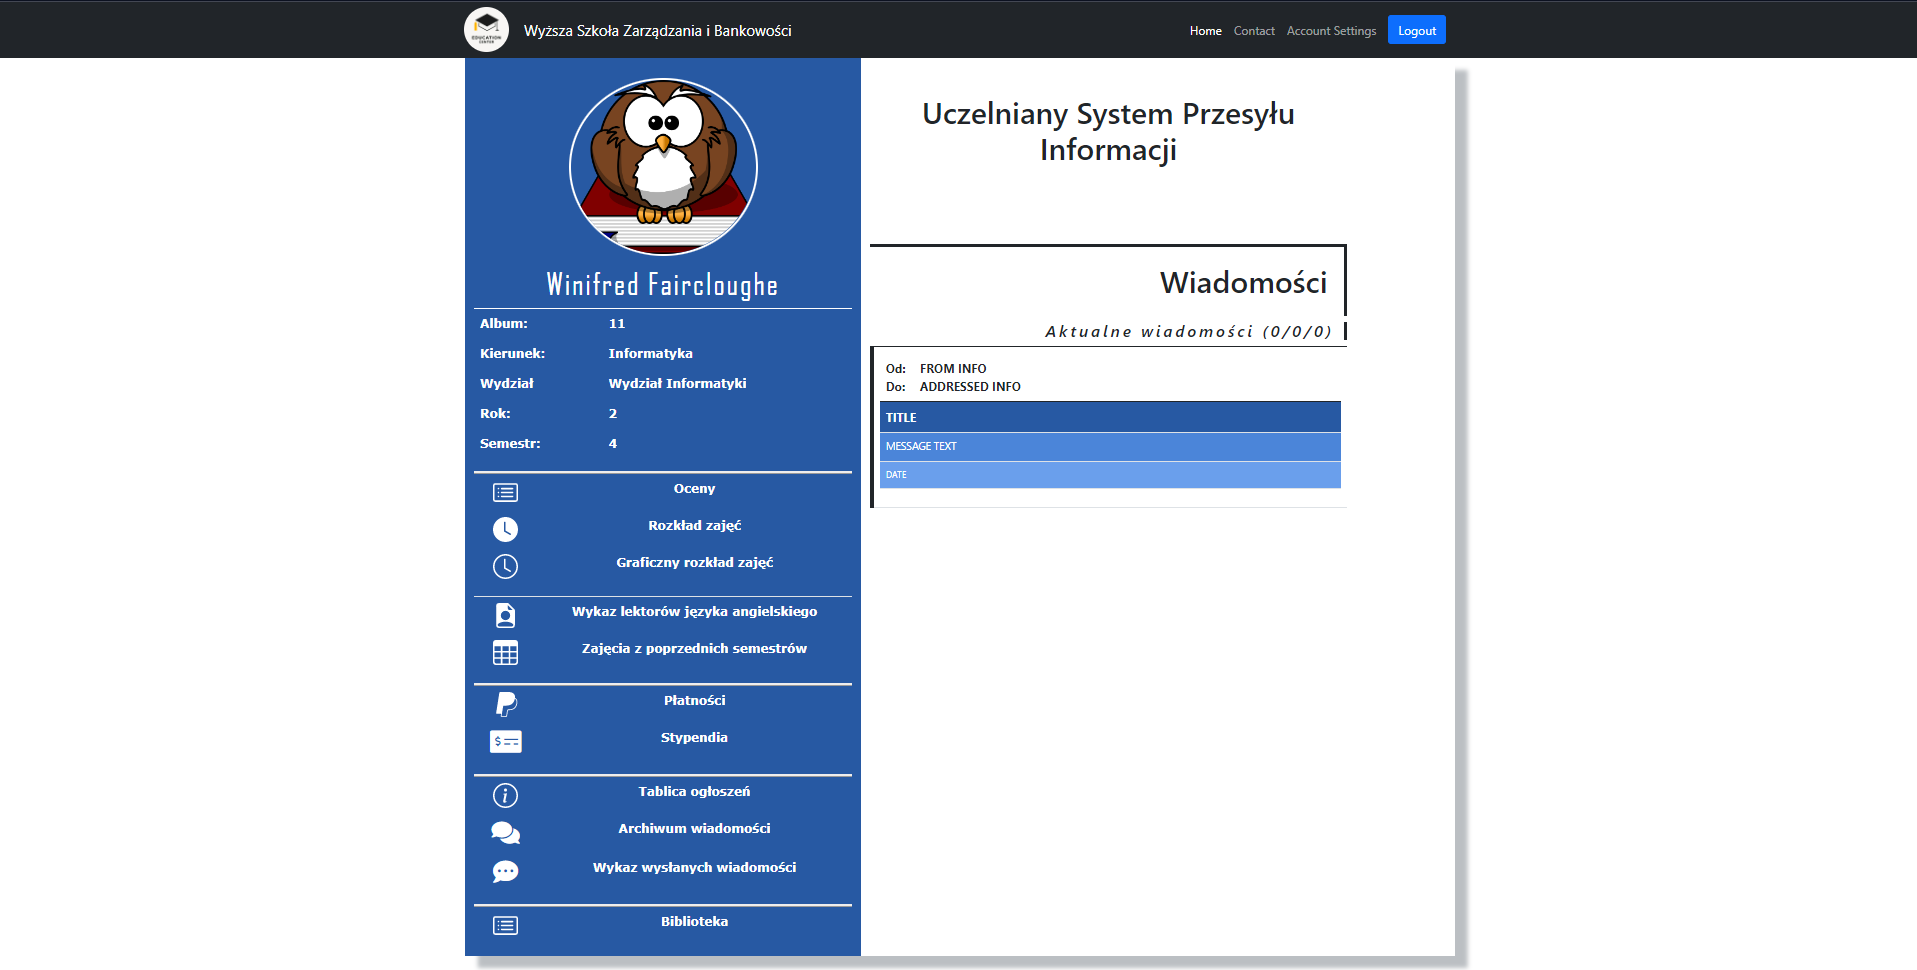 EDUCATION
CENTER
Wyższa Szkoła Zarządzania i Bankowości
Home Contact Account Settings Logout
Winifred Faircloughe
Album: 11
Kierunek: Informatyka
Wydział Wydział Informatyki
Rok: 2
Semestr: 4
Oceny
Rozkład zajęć
Graficzny rozkład zajęć
Wykaz lektorów języka angielskiego
Zajęcia z poprzednich semestrów
Płatności
Stypendia
Tablica ogłoszeń
Archiwum wiadomości
Wykaz wysłanych wiadomości
Biblioteka
Uczelniany System Przesyłu
Informacji
Wiadomości
Aktualne wiadomości (0/0/0)
Od: FROM INFO
Do: ADDRESSED INFO
TITLE
MESSAGE TEXT
DATE